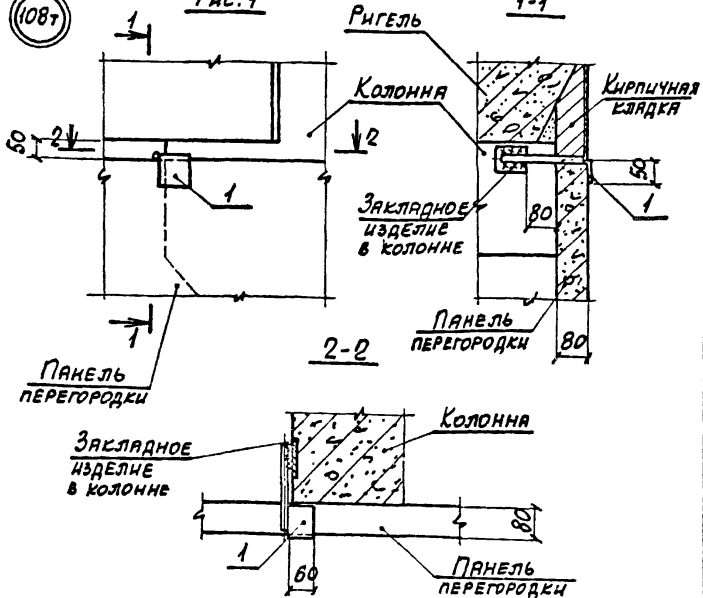 108т
Рис. 1
1-1
1
Ригель
Колонна
Кирпичная
кладка
50
2
2
1
Закладное
изделие
в колонне
80
50
1
1
Панель
перегородки
Панель
перегородки
80
2-2
Закладное
изделие
в колонне
Колонна
1
60
80
Панель
перегородки